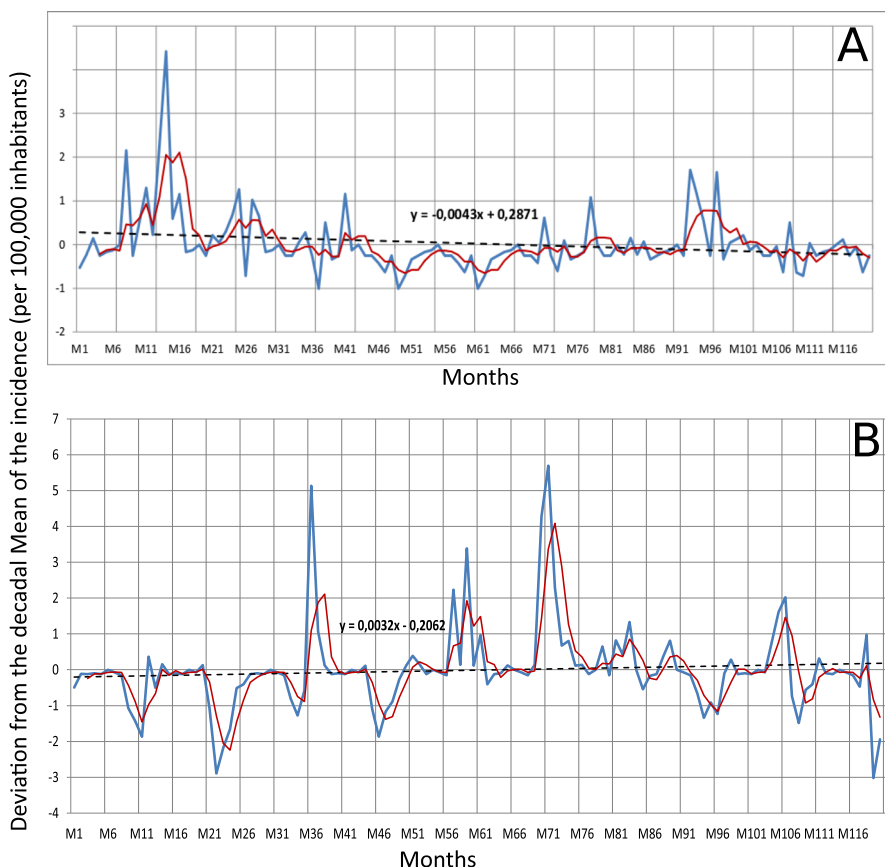 Deviation from the decadal Mean of the incidence (per 100,000 inhabitants)
A
3
2
1
0
-1
-2
y = -0,0043x + 0,2871
M1 M6 M11 M16 M21 M26 M31 M36 M41 M46 M51 M56 M61 M66 M71 M76 M81 M86 M91 M96 M101 M106 M111 M116
Months
B
7
6
5
4
3
2
1
0
-1
-2
-3
-4
y = 0,0032x - 0,2062
M1 M6 M11 M16 M21 M26 M31 M36 M41 M46 M51 M56 M61 M66 M71 M76 M81 M86 M91 M96 M101 M106 M111 M116
Months